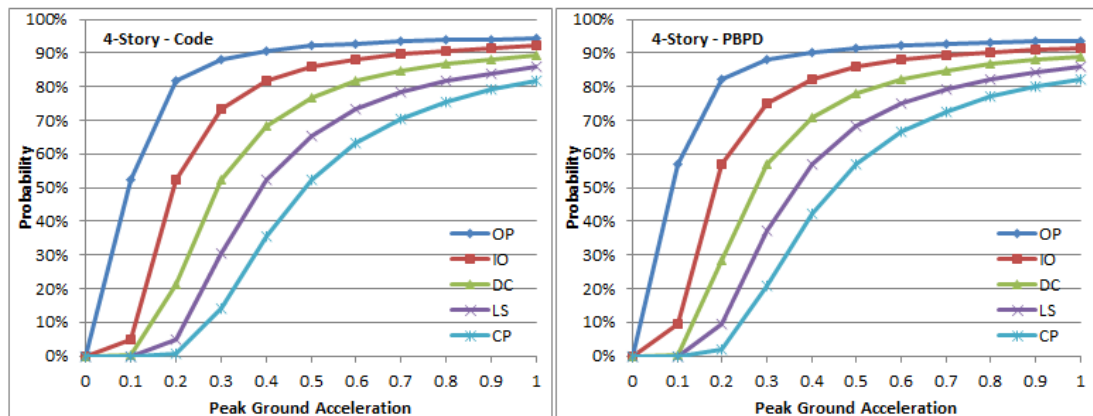 4-Story - Code
100%
90%
80%
70%
60%
50%
40%
30%
20%
10%
0%
Probability
OP
IO
DC
LS
CP
0 0.1 0.2 0.3 0.4 0.5 0.6 0.7 0.8 0.9 1
Peak Ground Acceleration
4-Story - PBPD
100%
90%
80%
70%
60%
50%
40%
30%
20%
10%
0%
Probability
OP
IO
DC
LS
CP
0 0.1 0.2 0.3 0.4 0.5 0.6 0.7 0.8 0.9 1
Peak Ground Acceleration